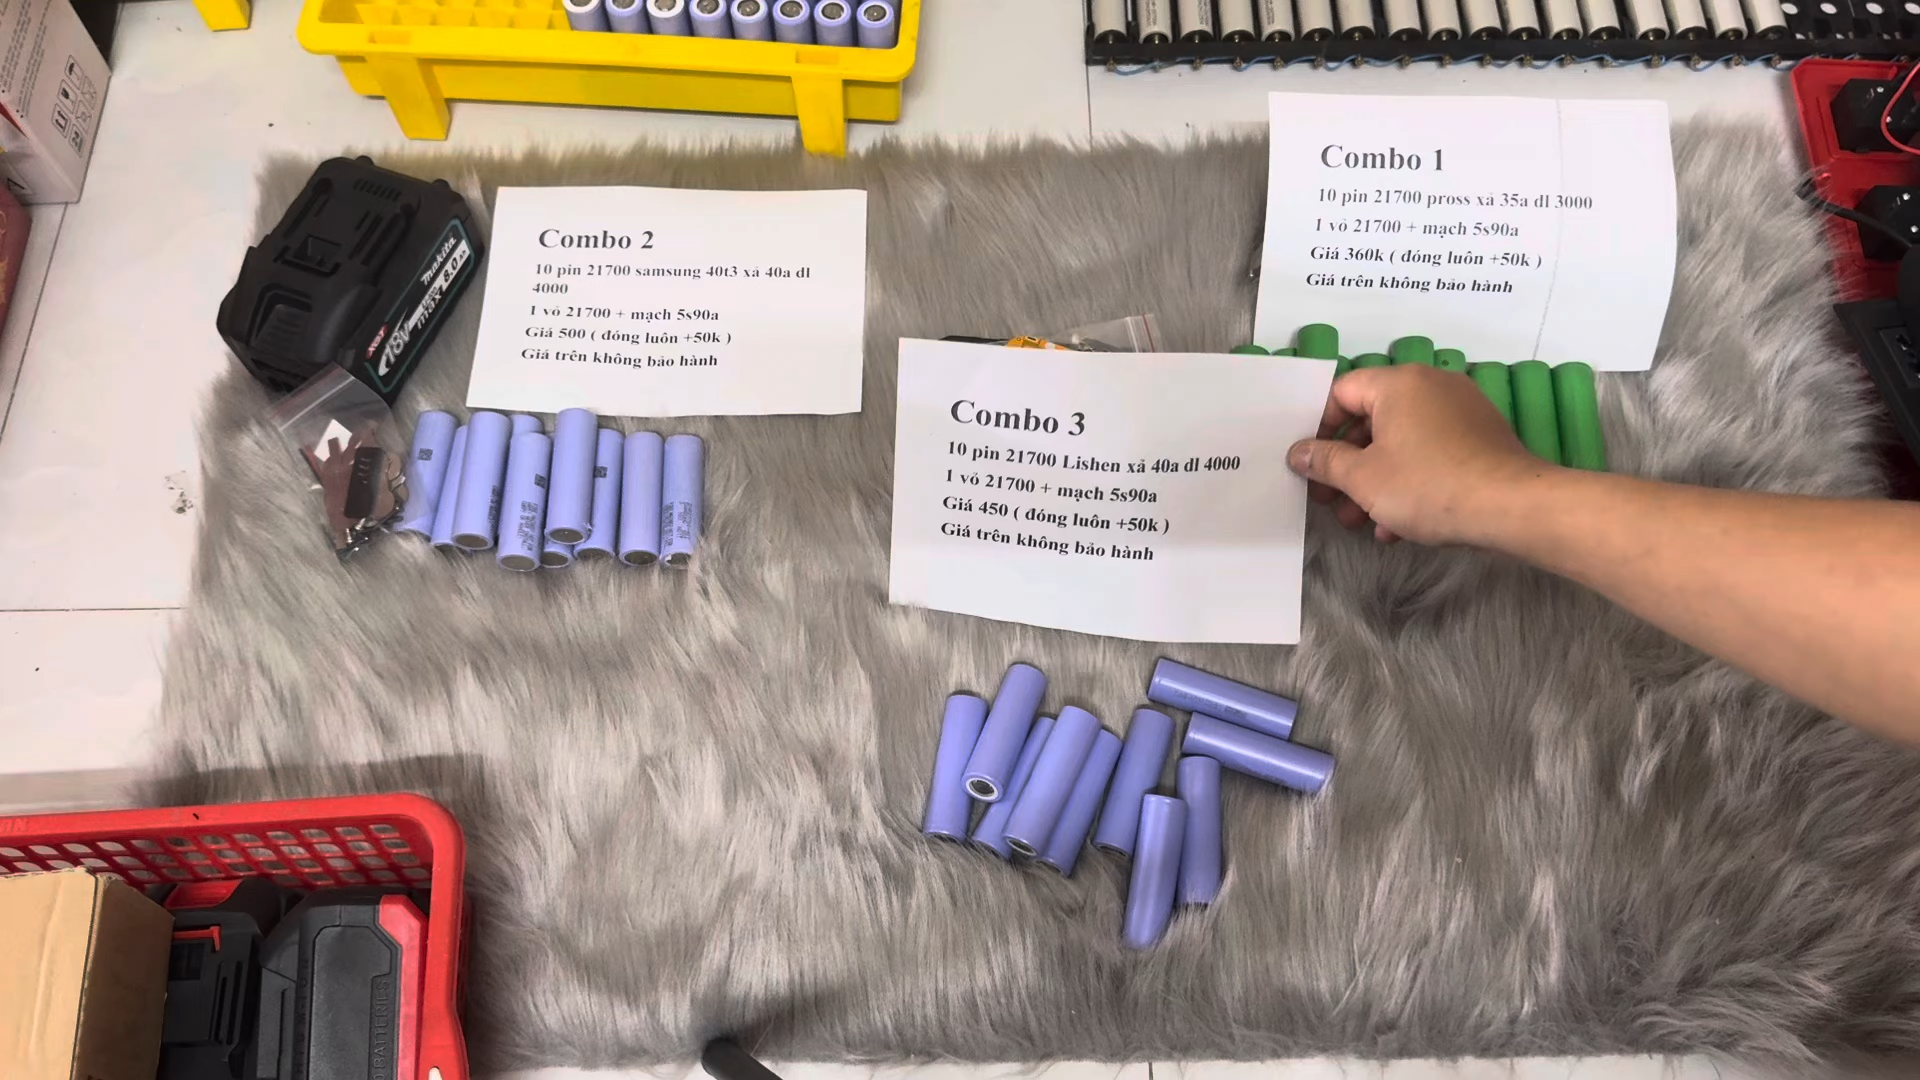 Combo 1
10 pin 21700 pross xả 35a dl 3000
1 vỏ 21700 + mạch 5s90a
Giá 360k ( đóng luôn +50k )
Giá trên không bảo hành
Combo 2
10 pin 21700 samsung 40t3 xả 40a dl
4000
1 vỏ 21700 + mạch 5s90a
Giá 500 ( đóng luôn +50k )
Giá trên không bảo hành
makita
XGT
18V
max 8.0 Ah
Combo 3
10 pin 21700 Lishen xả 40a dl 4000
1 vỏ 21700 + mạch 5s90a
Giá 450 ( đóng luôn +50k )
Giá trên không bảo hành
BATTERIES